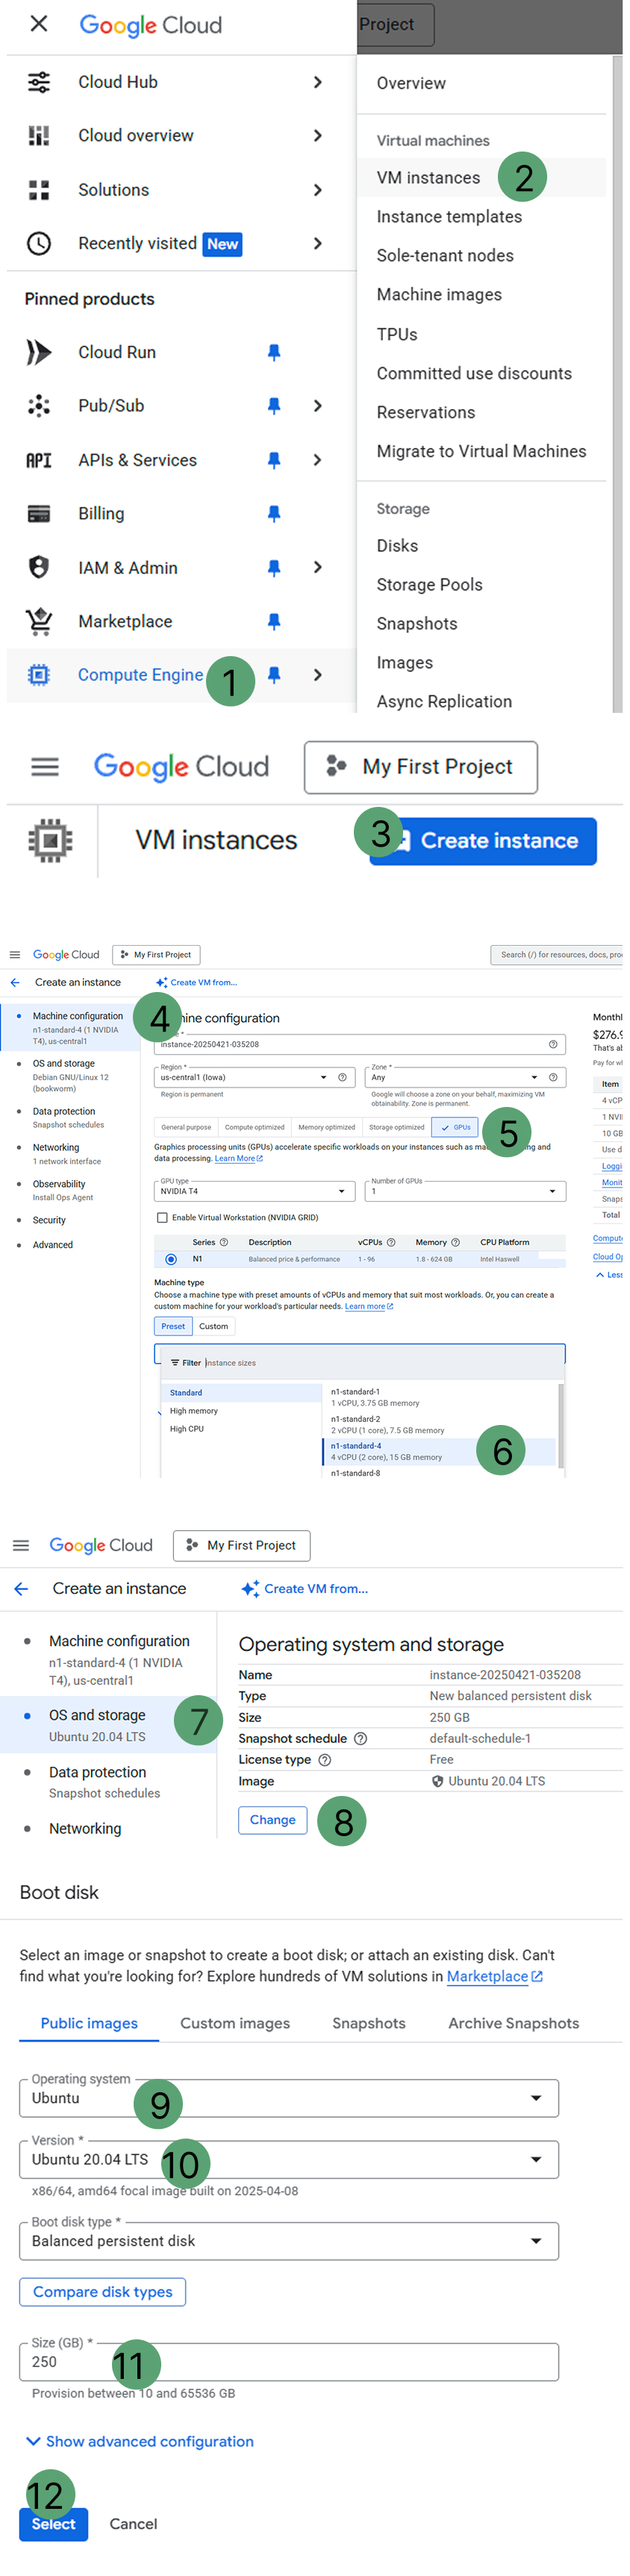 Google Cloud
Project
Cloud Hub
Cloud overview
Solutions
Recently visited New
Pinned products
Cloud Run
Pub/Sub
API APIs & Services
Billing
IAM & Admin
Marketplace
Compute Engine 1
Overview
Virtual machines
VM instances 2
Instance templates
Sole-tenant nodes
Machine images
TPUs
Committed use discounts
Reservations
Migrate to Virtual Machines
Storage
Disks
Storage Pools
Snapshots
Images
Async Replication
Google Cloud My First Project
VM instances 3 Create instance
Google Cloud My First Project Search (/) for resources, docs, pro
Create an instance Create VM from...
Machine configuration
n1-standard-4 (1 NVIDIA
T4), us-central1
OS and storage
Debian GNU/Linux 12
(bookworm)
Data protection
Snapshot schedules
Networking
1 network interface
Observability
Install Ops Agent
Security
Advanced
4 hine configuration
instance-20250421-035208
Region *
us-central1 (Iowa)
Region is permanent
Zone *
Any
Google will choose a zone on your behalf, maximizing VM
obtainability. Zone is permanent.
General purpose Compute optimized Memory optimized Storage optimized GPUs 5
Graphics processing units (GPUs) accelerate specific workloads on your instances such as ma ing and
data processing. Learn More
GPU type
NVIDIA T4
Number of GPUs
1
Enable Virtual Workstation (NVIDIA GRID)
Series Description vCPUs Memory CPU Platform
N1 Balanced price & performance 1 - 96 1.8 - 624 GB Intel Haswell
Machine type
Choose a machine type with preset amounts of vCPUs and memory that suit most workloads. Or, you can create a
custom machine for your workload's particular needs. Learn more
Preset Custom
Filter Instance sizes
Standard
High memory
High CPU
n1-standard-1
1 vCPU, 3.75 GB memory
n1-standard-2
2 vCPU (1 core), 7.5 GB memory
n1-standard-4
4 vCPU (2 core), 15 GB memory 6
n1-standard-8
Monthl
$276.9
That's ab
Pay for wh
Item
4 vCP
1 NVI
10 GB
Use d
Loggi
Monit
Snaps
Total
Comput
Cloud Op
Less
Google Cloud My First Project
Create an instance Create VM from...
Machine configuration
n1-standard-4 (1 NVIDIA
T4), us-central1
OS and storage 7
Ubuntu 20.04 LTS
Data protection
Snapshot schedules
Networking
Operating system and storage
Name instance-20250421-035208
Type New balanced persistent disk
Size 250 GB
Snapshot schedule default-schedule-1
License type Free
Image Ubuntu 20.04 LTS
Change 8
Boot disk
Select an image or snapshot to create a boot disk; or attach an existing disk. Can't
find what you're looking for? Explore hundreds of VM solutions in Marketplace
Public images Custom images Snapshots Archive Snapshots
Operating system
Ubuntu 9
Version *
Ubuntu 20.04 LTS 10
x86/64, amd64 focal image built on 2025-04-08
Boot disk type *
Balanced persistent disk
Compare disk types
Size (GB) *
250 11
Provision between 10 and 65536 GB
Show advanced configuration
12
Select Cancel